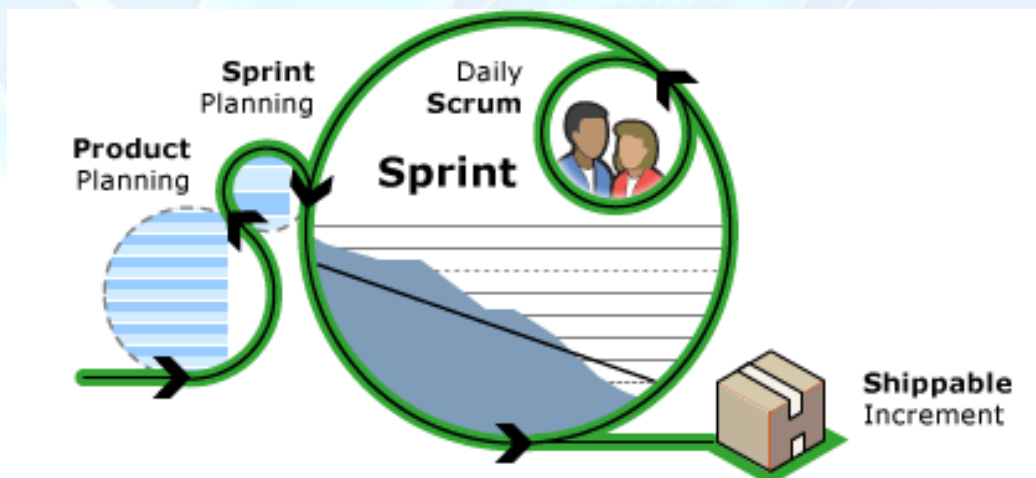 Product
Planning
Sprint
Planning
Daily
Scrum
Sprint
Shippable
Increment